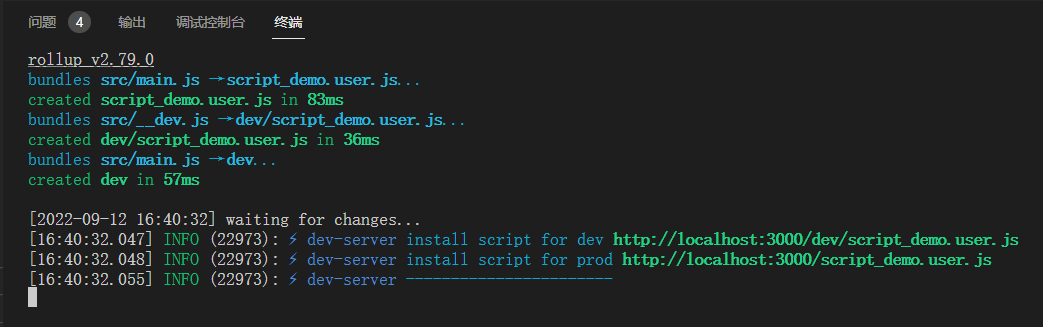 问题 4 输出 调试控制台 终端
rollup v2.79.0
bundles src/main.js →script_demo.user.js...
created script_demo.user.js in 83ms
bundles src/__dev.js →dev/script_demo.user.js...
created dev/script_demo.user.js in 36ms
bundles src/main.js →dev...
created dev in 57ms
[2022-09-12 16:40:32] waiting for changes...
[16:40:32.047] INFO (22973): ⚡ dev-server install script for dev http://localhost:3000/dev/script_demo.user.js
[16:40:32.048] INFO (22973): ⚡ dev-server install script for prod http://localhost:3000/script_demo.user.js
[16:40:32.055] INFO (22973): ⚡ dev-server -----------------------